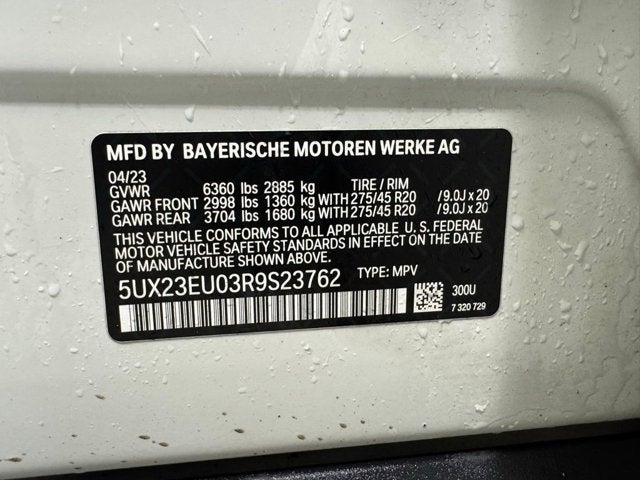 MFD BY BAYERISCHE MOTOREN WERKE AG
04/23
GVWR 6360 lbs 2885 kg TIRE / RIM
GAWR FRONT 2998 lbs 1360 kg WITH 275/45 R20 /9.0J x 20
GAWR REAR 3704 lbs 1680 kg WITH 275/45 R20 /9.0J x 20
THIS VEHICLE CONFORMS TO ALL APPLICABLE U. S. FEDERAL
MOTOR VEHICLE SAFETY STANDARDS IN EFFECT ON THE DATE
OF MANUFACTURE SHOWN ABOVE.
5UX23EU03R9S23762 TYPE: MPV
300U
7 320 729